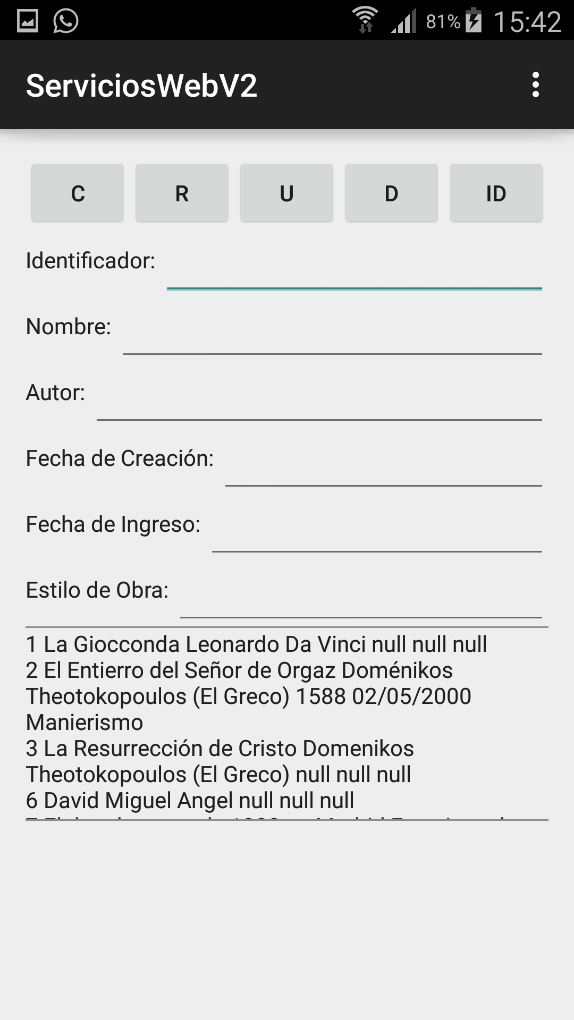 81% 15:42
ServiciosWebV2
C R U D ID
Identificador:
Nombre:
Autor:
Fecha de Creación:
Fecha de Ingreso:
Estilo de Obra:
1 La Giocconda Leonardo Da Vinci null null null
2 El Entierro del Señor de Orgaz Doménikos
Theotokopoulos (El Greco) 1588 02/05/2000
Manierismo
3 La Resurrección de Cristo Domenikos
Theotokopoulos (El Greco) null null null
6 David Miguel Angel null null null